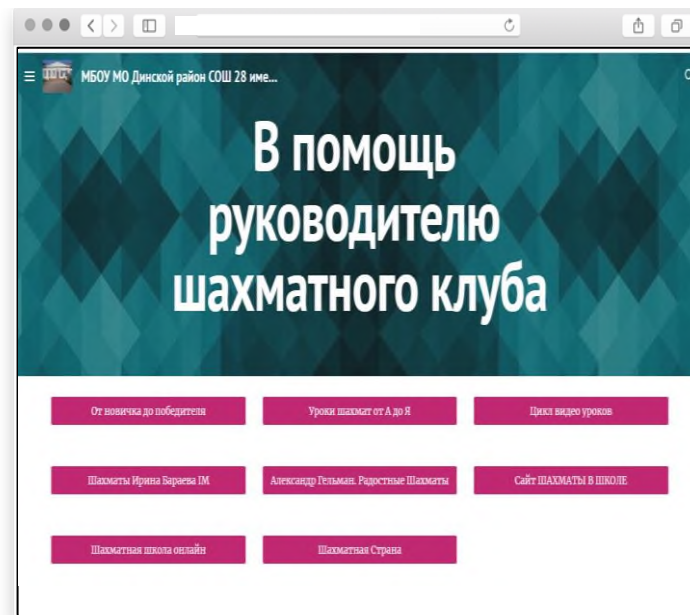 МБОУ МО Динской район СОШ 28 име...
В помощь
руководителю
шахматного клуба
От новичка до победителя
Уроки шахмат от А до Я
Цикл видео уроков
Шахматы Ирина Бараева IM
Александр Гельман. Радостные Шахматы
Сайт ШАХМАТЫ В ШКОЛЕ
Шахматная школа онлайн
Шахматная Страна